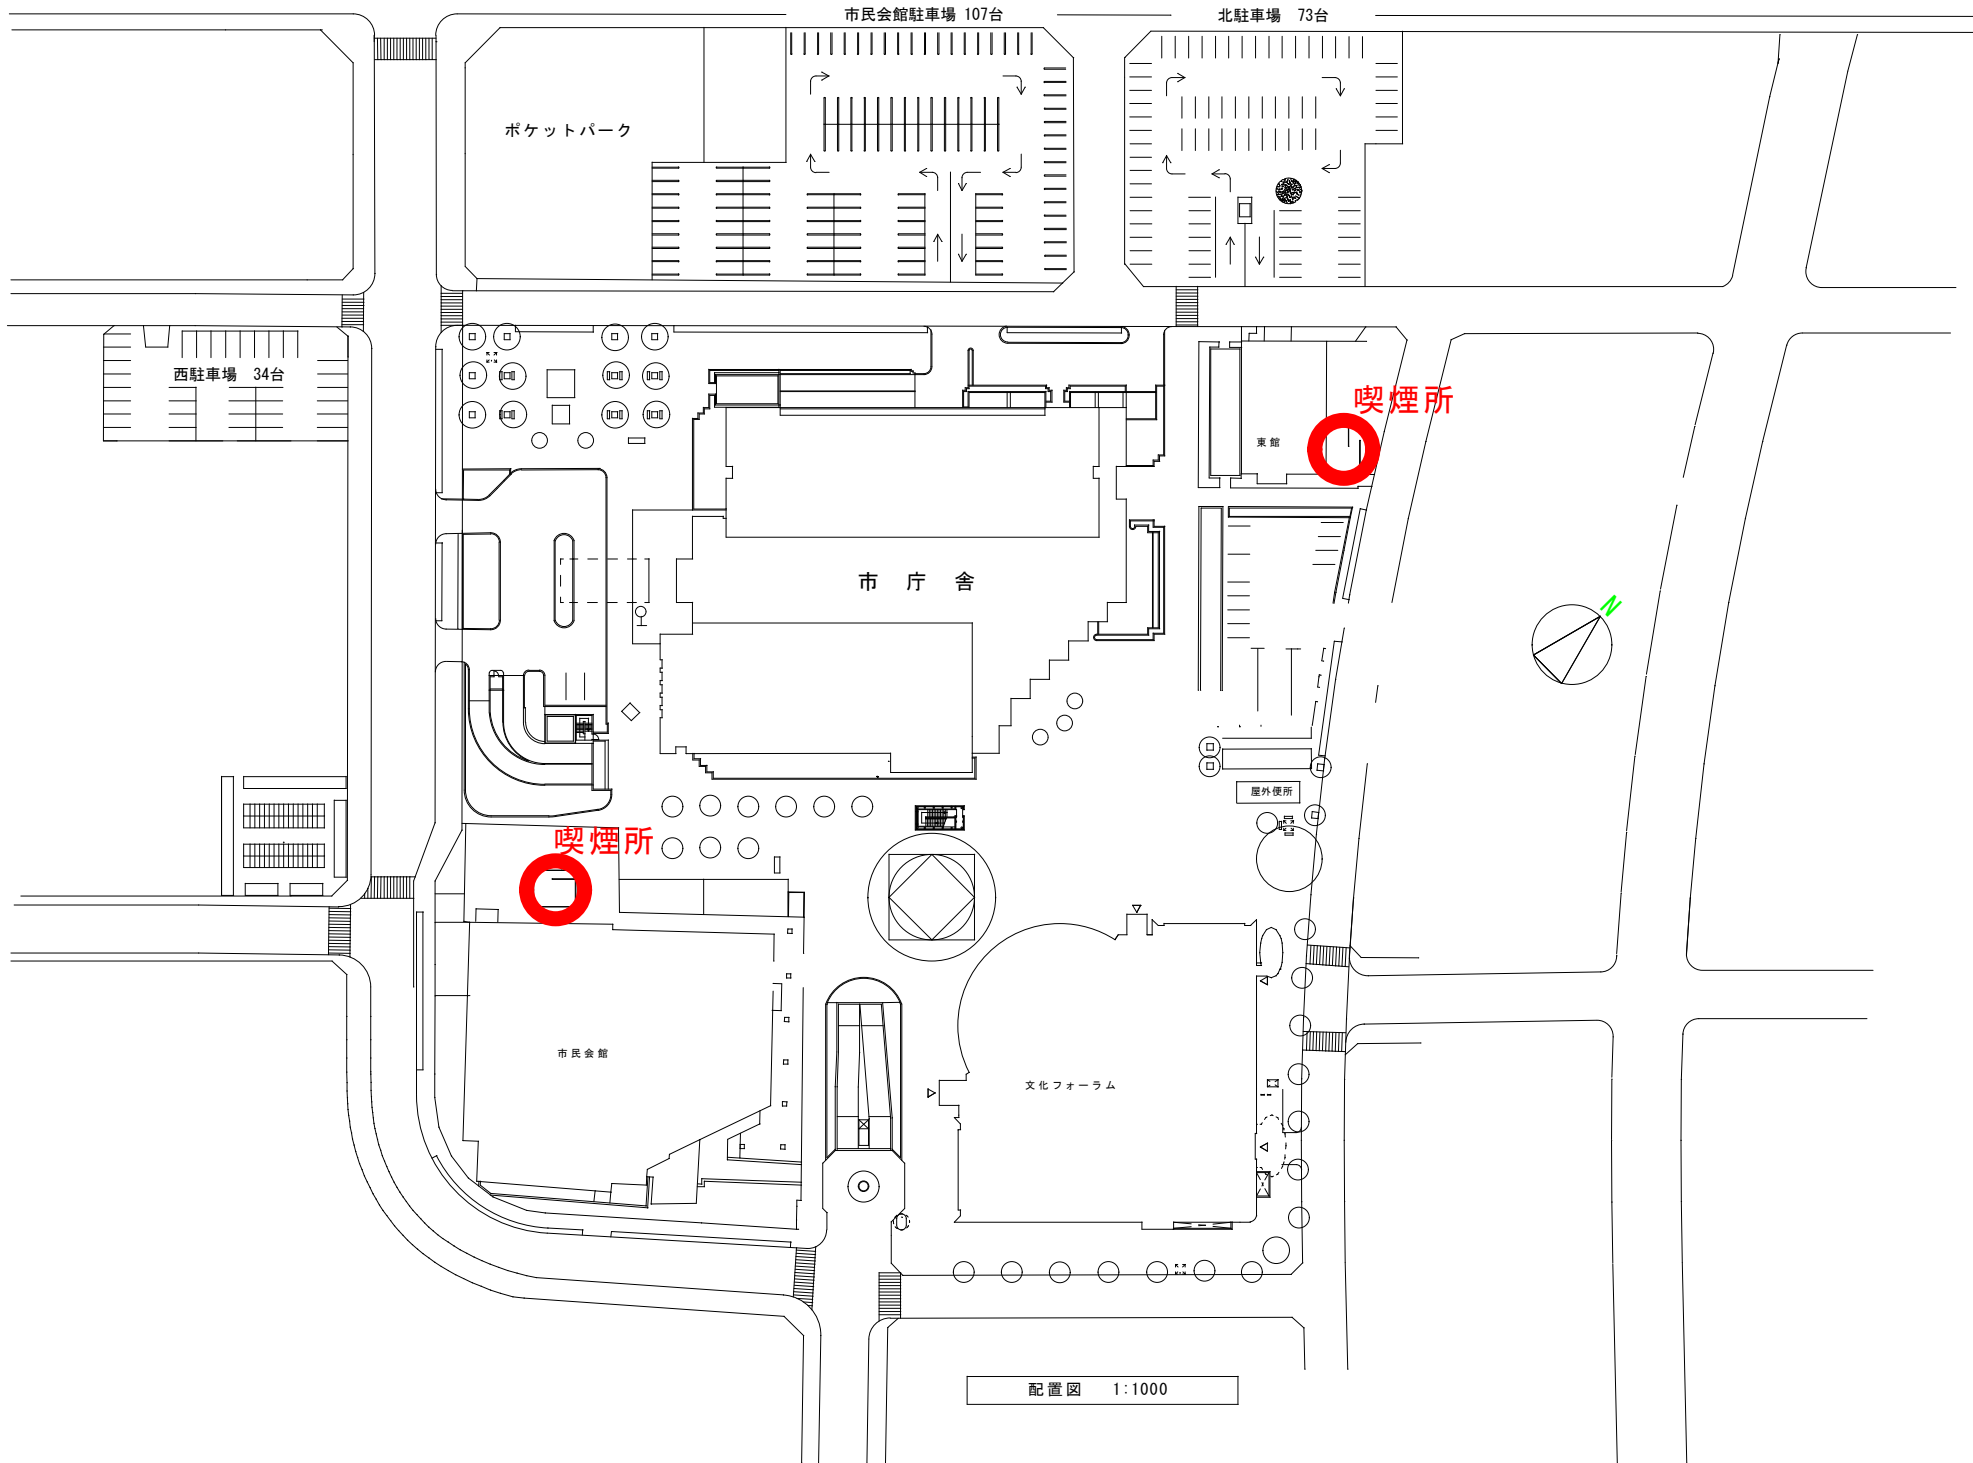 市民会館駐車場 107台
北駐車場 73台
ポケットパーク
西駐車場 34台
喫煙所
東館
市庁舎
N
屋外便所
喫煙所
市民会館
文化フォーラム
配置図 1:1000